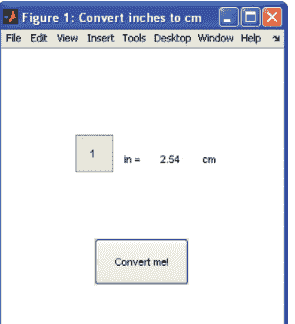 Figure 1: Convert inches to cm
File Edit View Insert Tools Desktop Window Help
1 in = 2.54 cm
Convert me!